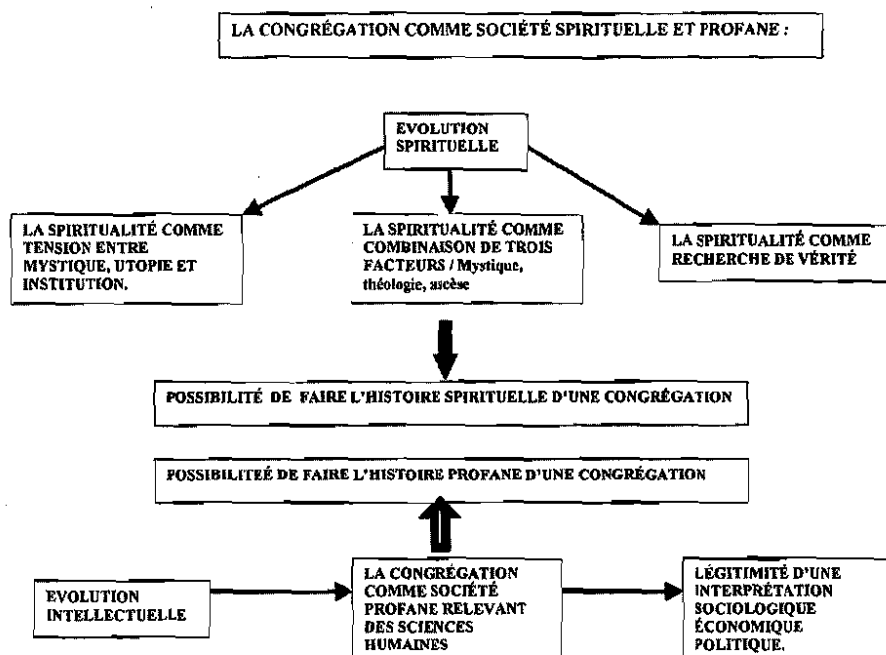 LA CONGRÉGATION COMME SOCIÉTÉ SPIRITUELLE ET PROFANE :
EVOLUTION
SPIRITUELLE
LA SPIRITUALITÉ COMME
TENSION ENTRE
MYSTIQUE, UTOPIE ET
INSTITUTION.
LA SPIRITUALITÉ COMME
COMBINAISON DE TROIS
FACTEURS / Mystique,
théologie, ascèse
LA SPIRITUALITÉ COMME
RECHERCHE DE VÉRITÉ
POSSIBILITÉ DE FAIRE L'HISTOIRE SPIRITUELLE D'UNE CONGRÉGATION
POSSIBILITEÉ DE FAIRE L'HISTOIRE PROFANE D'UNE CONGRÉGATION
EVOLUTION
INTELLECTUELLE
LA CONGRÉGATION
COMME SOCIÉTÉ
PROFANE RELEVANT
DES SCIENCES
HUMAINES
LÉGITIMITÉ D'UNE
INTERPRÉTATION
SOCIOLOGIQUE
ÉCONOMIQUE
POLITIQUE.